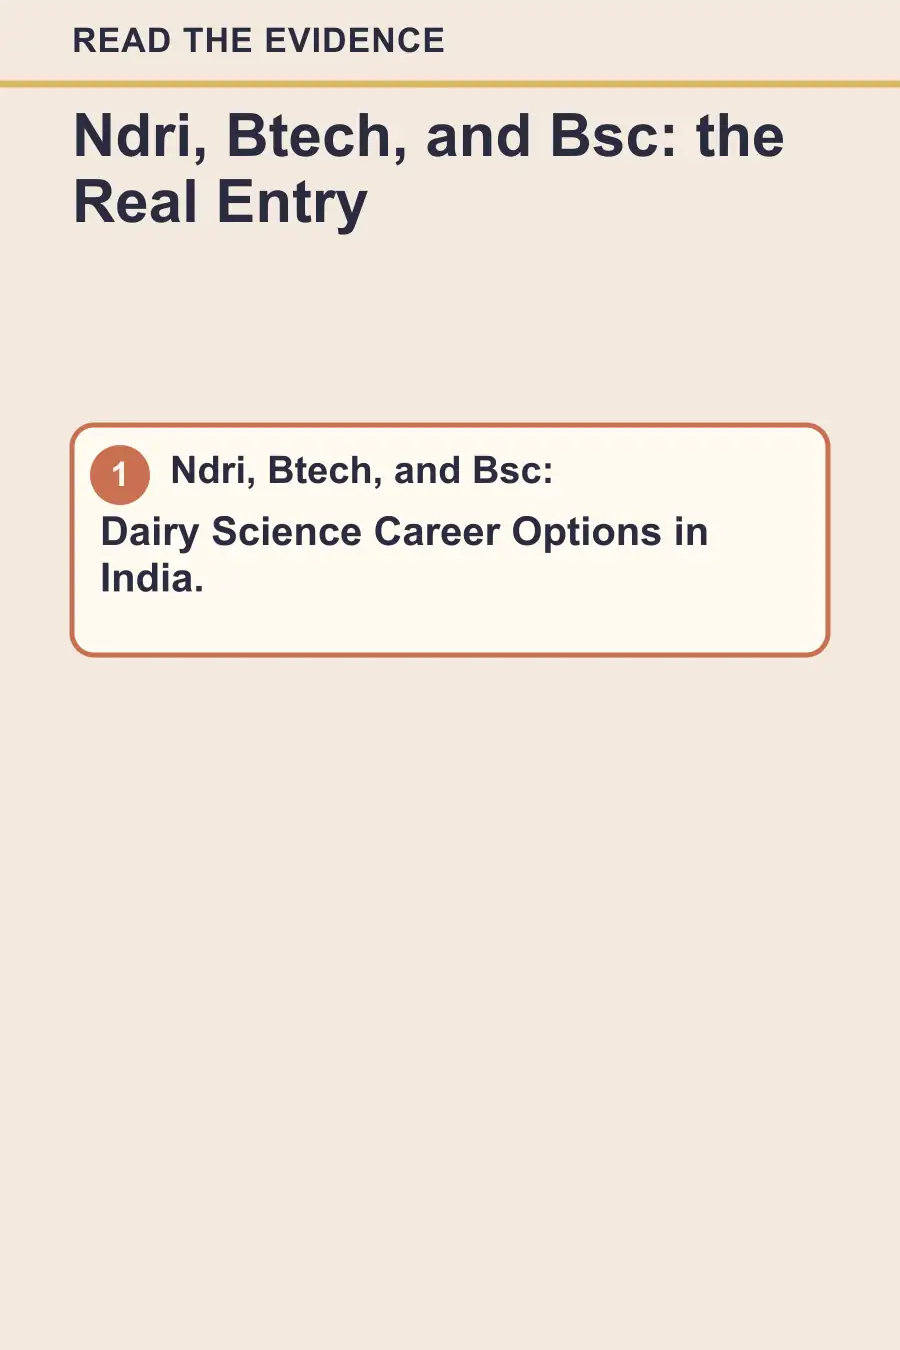 READ THE EVIDENCE
Ndri, Btech, and Bsc: the
Real Entry
1 Ndri, Btech, and Bsc:
Dairy Science Career Options in
India.